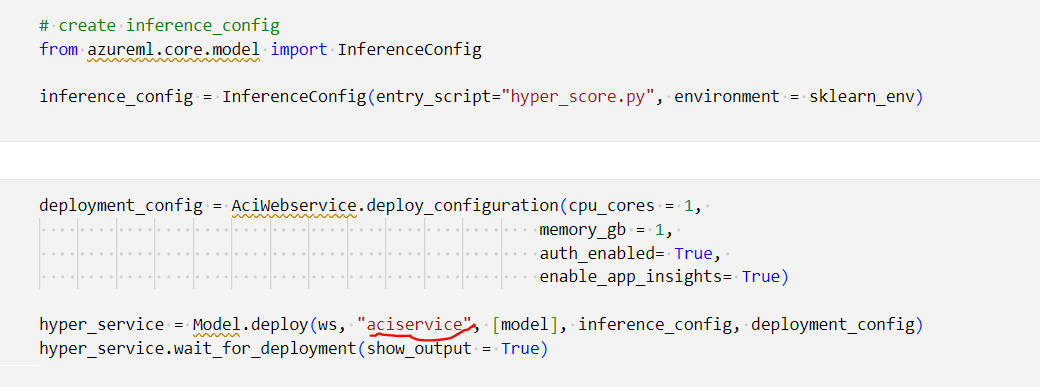 # create inference_config
from azureml.core.model import InferenceConfig
inference_config = InferenceConfig(entry_script="hyper_score.py", environment = sklearn_env)
deployment_config = AciWebservice.deploy_configuration(cpu_cores = 1,
memory_gb = 1,
auth_enabled= True,
enable_app_insights= True)
hyper_service = Model.deploy(ws, "aciservice", [model], inference_config, deployment_config)
hyper_service.wait_for_deployment(show_output = True)